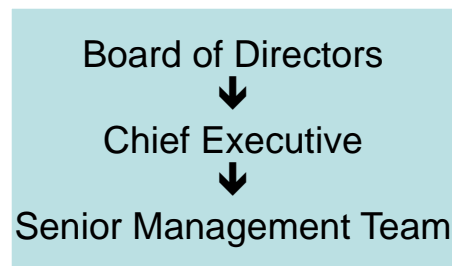 Board of Directors
↓
Chief Executive
↓
Senior Management Team